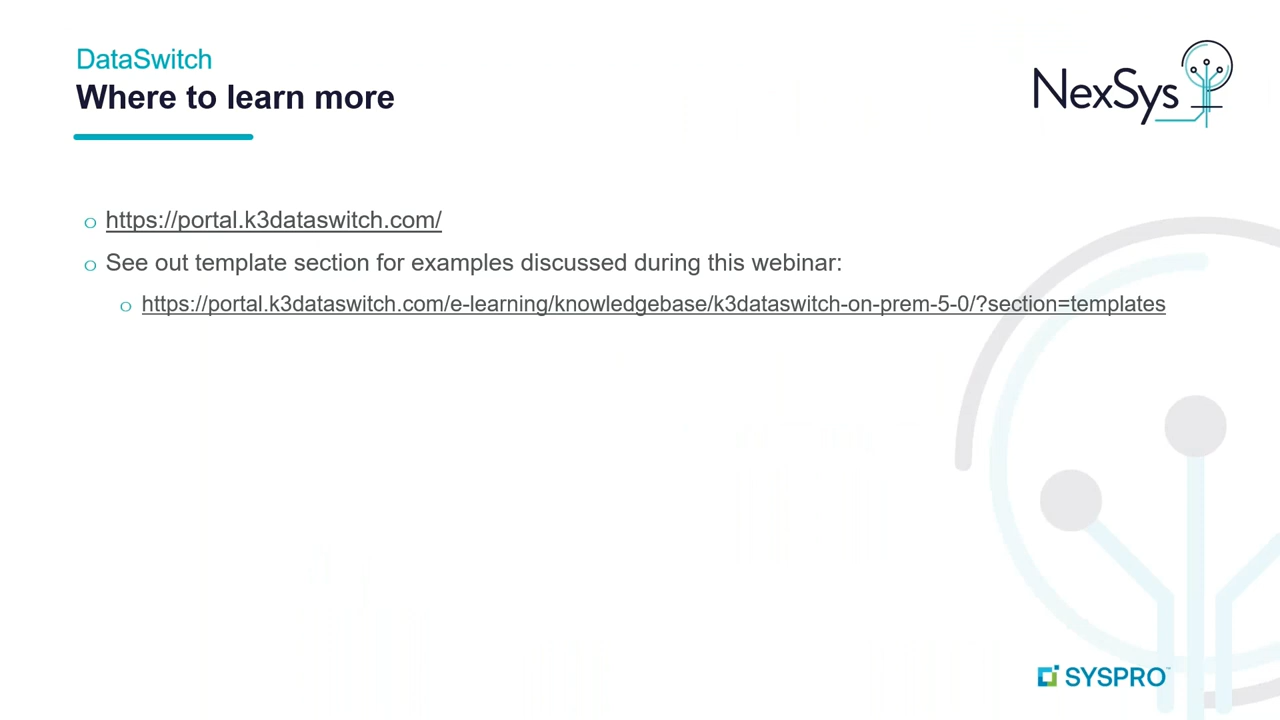 DataSwitch
Where to learn more
NexSys
https://portal.k3dataswitch.com/
See out template section for examples discussed during this webinar:
https://portal.k3dataswitch.com/e-learning/knowledgebase/k3dataswitch-on-prem-5-0/?section=templates
SYSPRO™